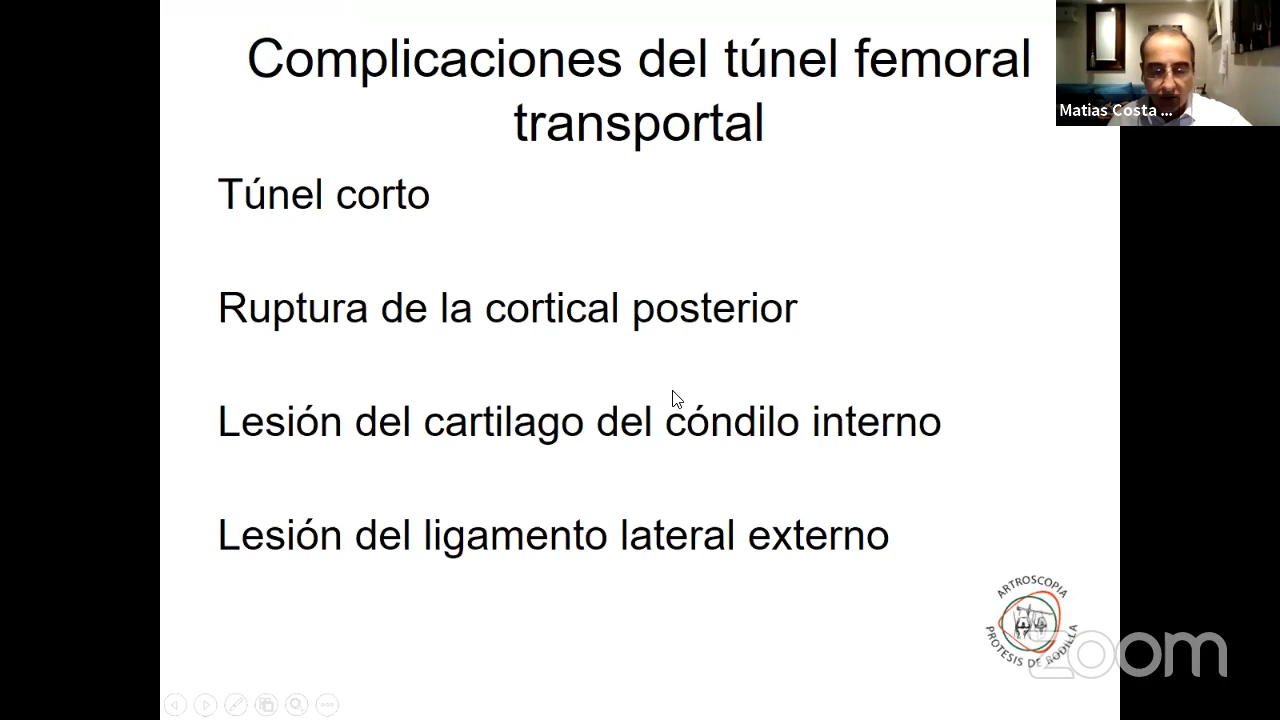 Complicaciones del túnel femoral
transportal
Túnel corto
Ruptura de la cortical posterior
Lesión del cartilago del cóndilo interno
Lesión del ligamento lateral externo
Matias Costa ...
ARTROSCOPIA
PROTESIS DE RODILLA
zoom